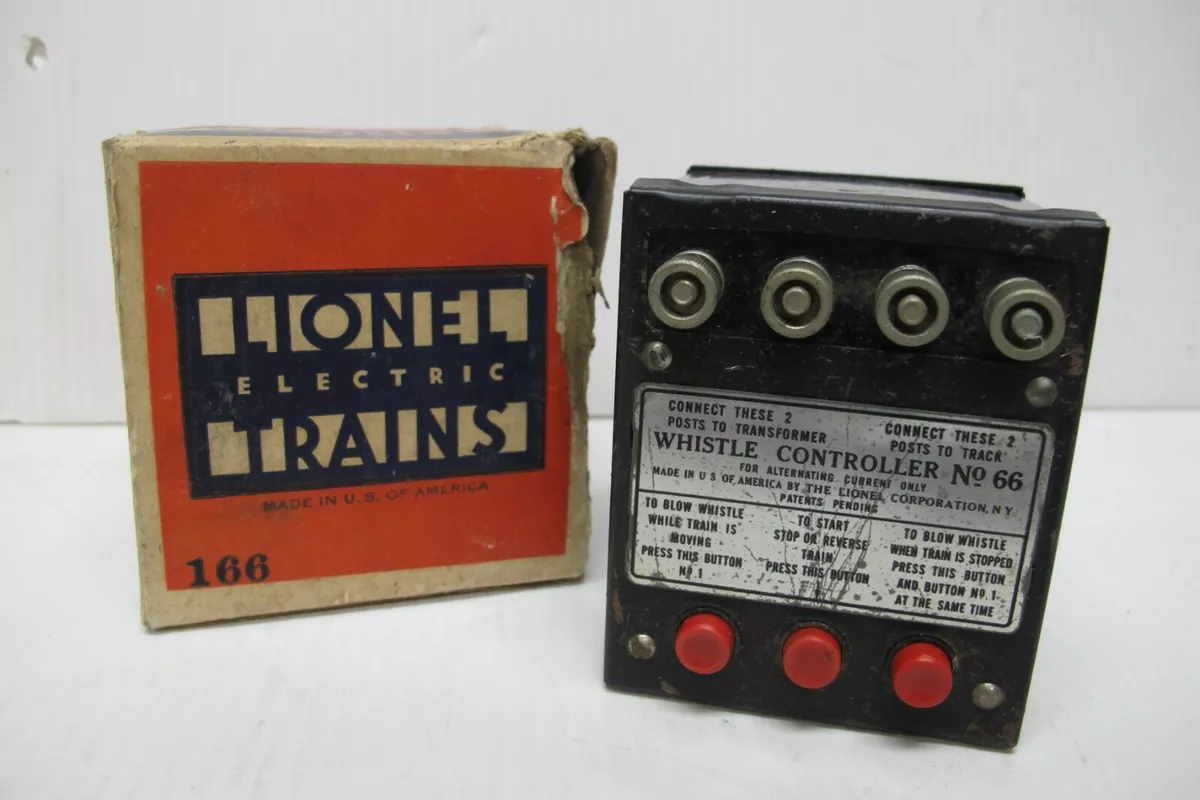 LIONEL
ELECTRIC
TRAINS
MADE IN U.S. OF AMERICA
166
CONNECT THESE 2
POSTS TO TRANSFORMER
CONNECT THESE 2
POSTS TO TRACK
WHISTLE CONTROLLER No 66
FOR ALTERNATING CURRENT ONLY
MADE IN U S OF AMERICA BY THE LIONEL CORPORATION, N Y
PATENTS PENDING
TO BLOW WHISTLE
WHILE TRAIN IS
MOVING
PRESS THIS BUTTON
No 1
TO START
STOP OR REVERSE
TRAIN
PRESS THIS BUTTON
TO BLOW WHISTLE
WHEN TRAIN IS STOPPED
PRESS THIS BUTTON
AND BUTTON No. 1
AT THE SAME TIME